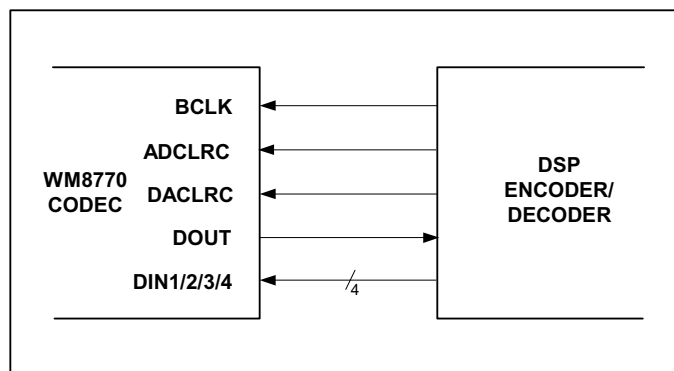 BCLK
ADCLRC
WM8770
CODEC
DACLRC
DOUT
DIN1/2/3/4
4
DSP
ENCODER/
DECODER